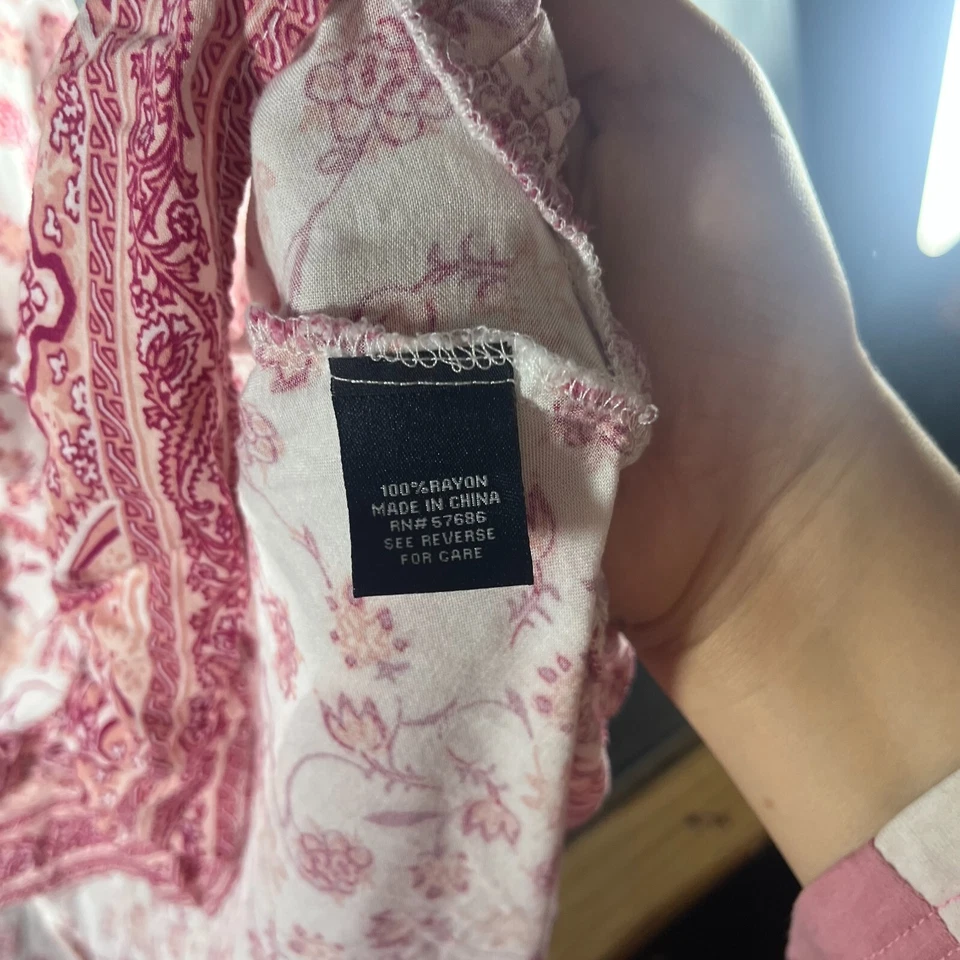 100%RAYON
MADE IN CHINA
RN# 57686
SEE REVERSE
FOR CARE